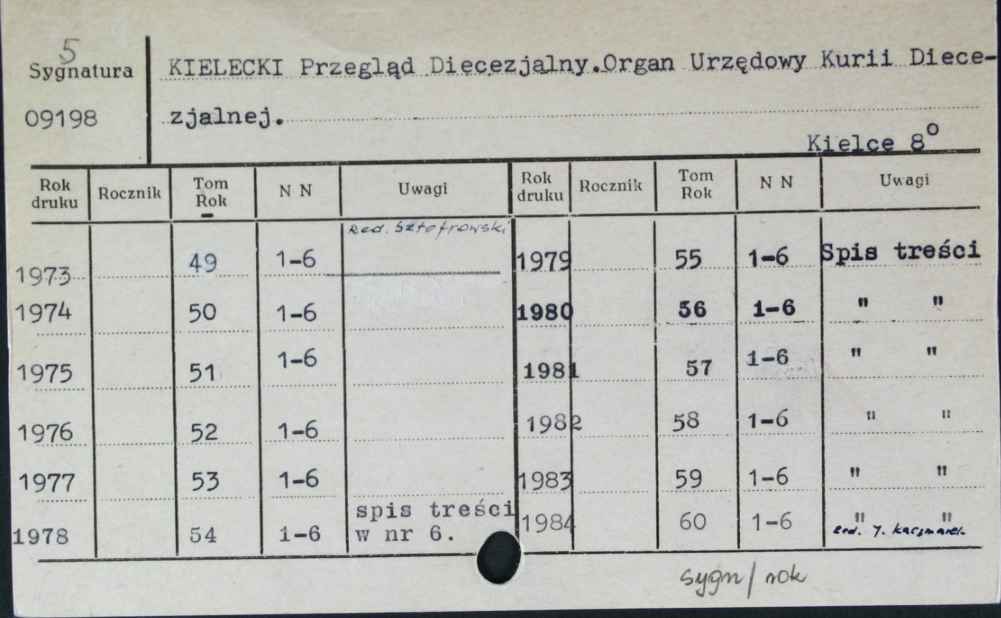 5
Sygnatura KIELECKI Przegląd Diecezjalny.Organ Urzędowy Kurii Diece-
09198 zjalnej.
Kielce 8°
Rok druku Rocznik Tom Rok N N Uwagi Rok druku Rocznik Tom Rok N N Uwagi
Red. Sztafrowski
1973 49 1-6 1979 55 1-6 Spis treści
1974 50 1-6 1980 56 1-6 " "
1975 51 1-6 1981 57 1-6 " "
1976 52 1-6 1982 58 1-6 " "
1977 53 1-6 1983 59 1-6 " "
1978 54 1-6 spis treści w nr 6. 1984 60 1-6 " "
Red. J. Kaczmarek
sygn/rok